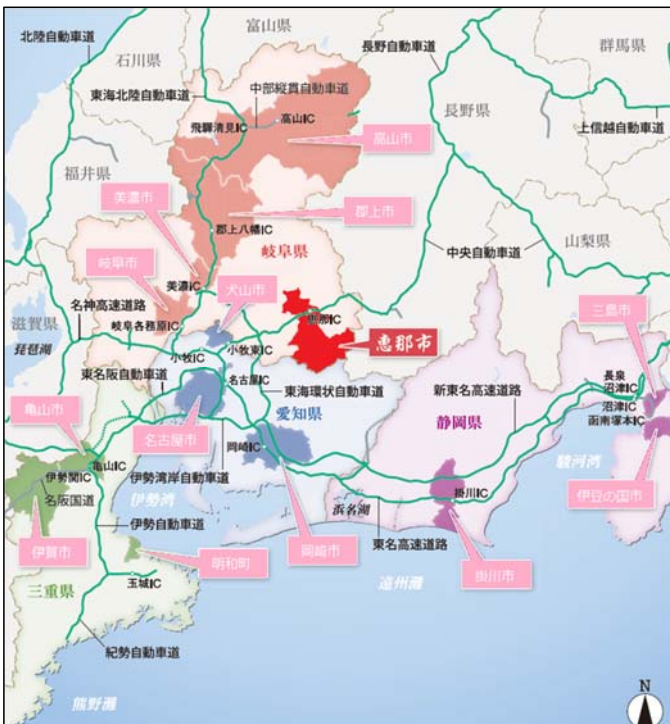 富山県
北陸自動車道
長野自動車道
群馬県
石川県
東海北陸自動車道
中部縦貫自動車道
長野県
飛騨清見IC
高山IC
上信越自動車道
高山市
福井県
美濃市
郡上市
山梨県
郡上八幡IC
岐阜県
中央自動車道
岐阜市
美濃IC
犬山市
三島市
名神高速道路
恵那IC
滋賀県
岐阜各務原IC
恵那市
琵琶湖
小牧IC
小牧東IC
長泉
沼津IC
東名阪自動車道
名古屋IC
東海環状自動車道
新東名高速道路
沼津IC
亀山市
愛知県
静岡県
函南塚本IC
名古屋市
岡崎IC
駿河湾
亀山IC
伊勢関IC
伊勢湾岸自動車道
掛川IC
伊豆の国市
名阪国道
伊勢湾
浜名湖
伊勢自動車道
伊賀市
明和町
岡崎市
東名高速道路
掛川市
玉城IC
遠州灘
三重県
紀勢自動車道
熊野灘
N